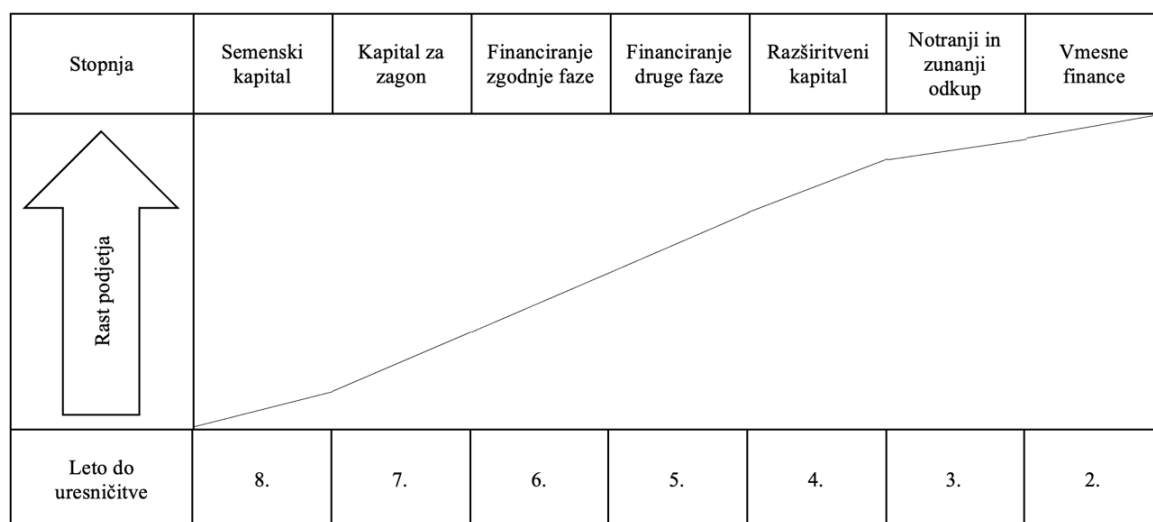 Stopnja
Semenski
kapital
Kapital za
zagon
Financiranje
zgodnje faze
Financiranje
druge faze
Razširitveni
kapital
Notranji in
zunanji
odkup
Vmesne
finance
Rast podjetja
Leto do
uresničitve
8.
7.
6.
5.
4.
3.
2.